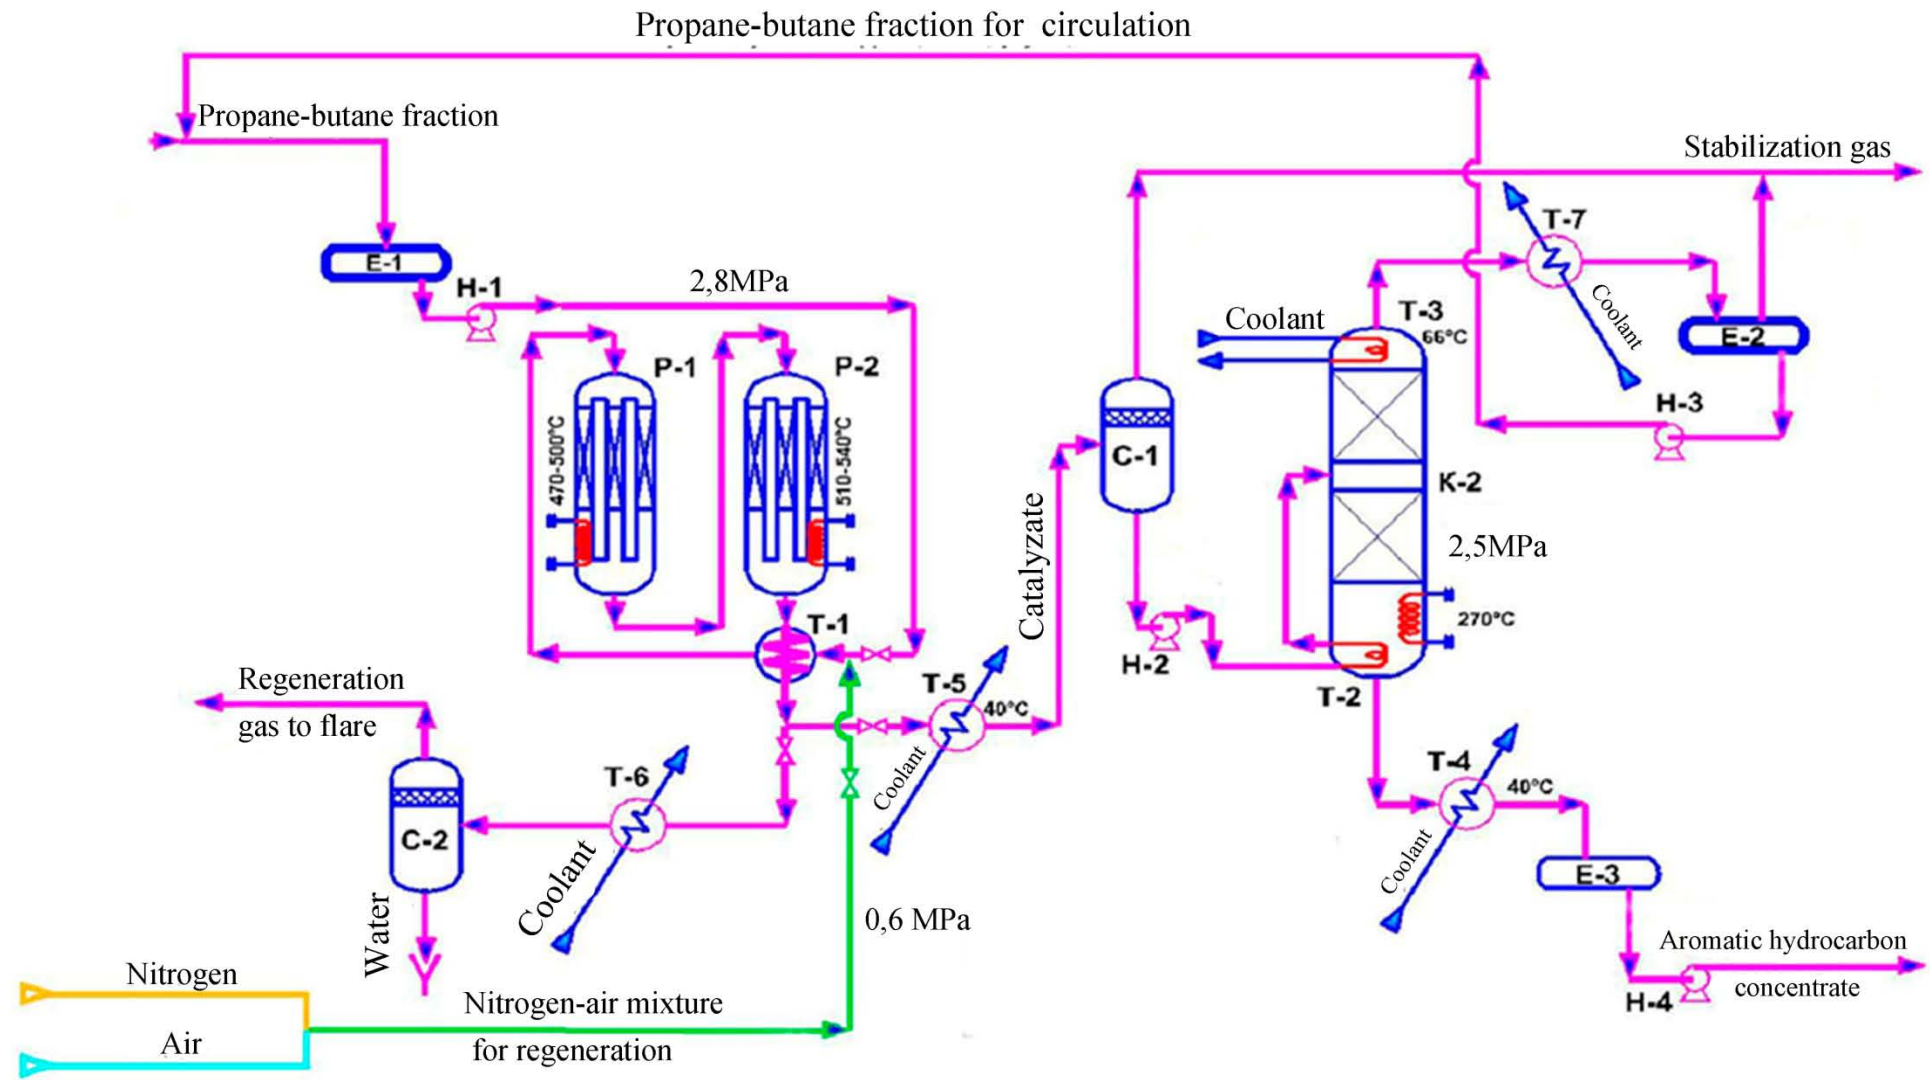 Propane-butane fraction for circulation
Propane-butane fraction
Stabilization gas
T-7
E-1
H-1
2,8MPa
Coolant
T-3
66°C
Coolant
E-2
P-1
P-2
H-3
470-500°C
510-540°C
C-1
K-2
2,5MPa
Catalyzate
270°C
T-1
H-2
T-2
Regeneration
gas to flare
T-5
40°C
Coolant
T-6
Coolant
T-4
40°C
Coolant
C-2
E-3
Water
0,6 MPa
Aromatic hydrocarbon
concentrate
H-4
Nitrogen
Nitrogen-air mixture
for regeneration
Air